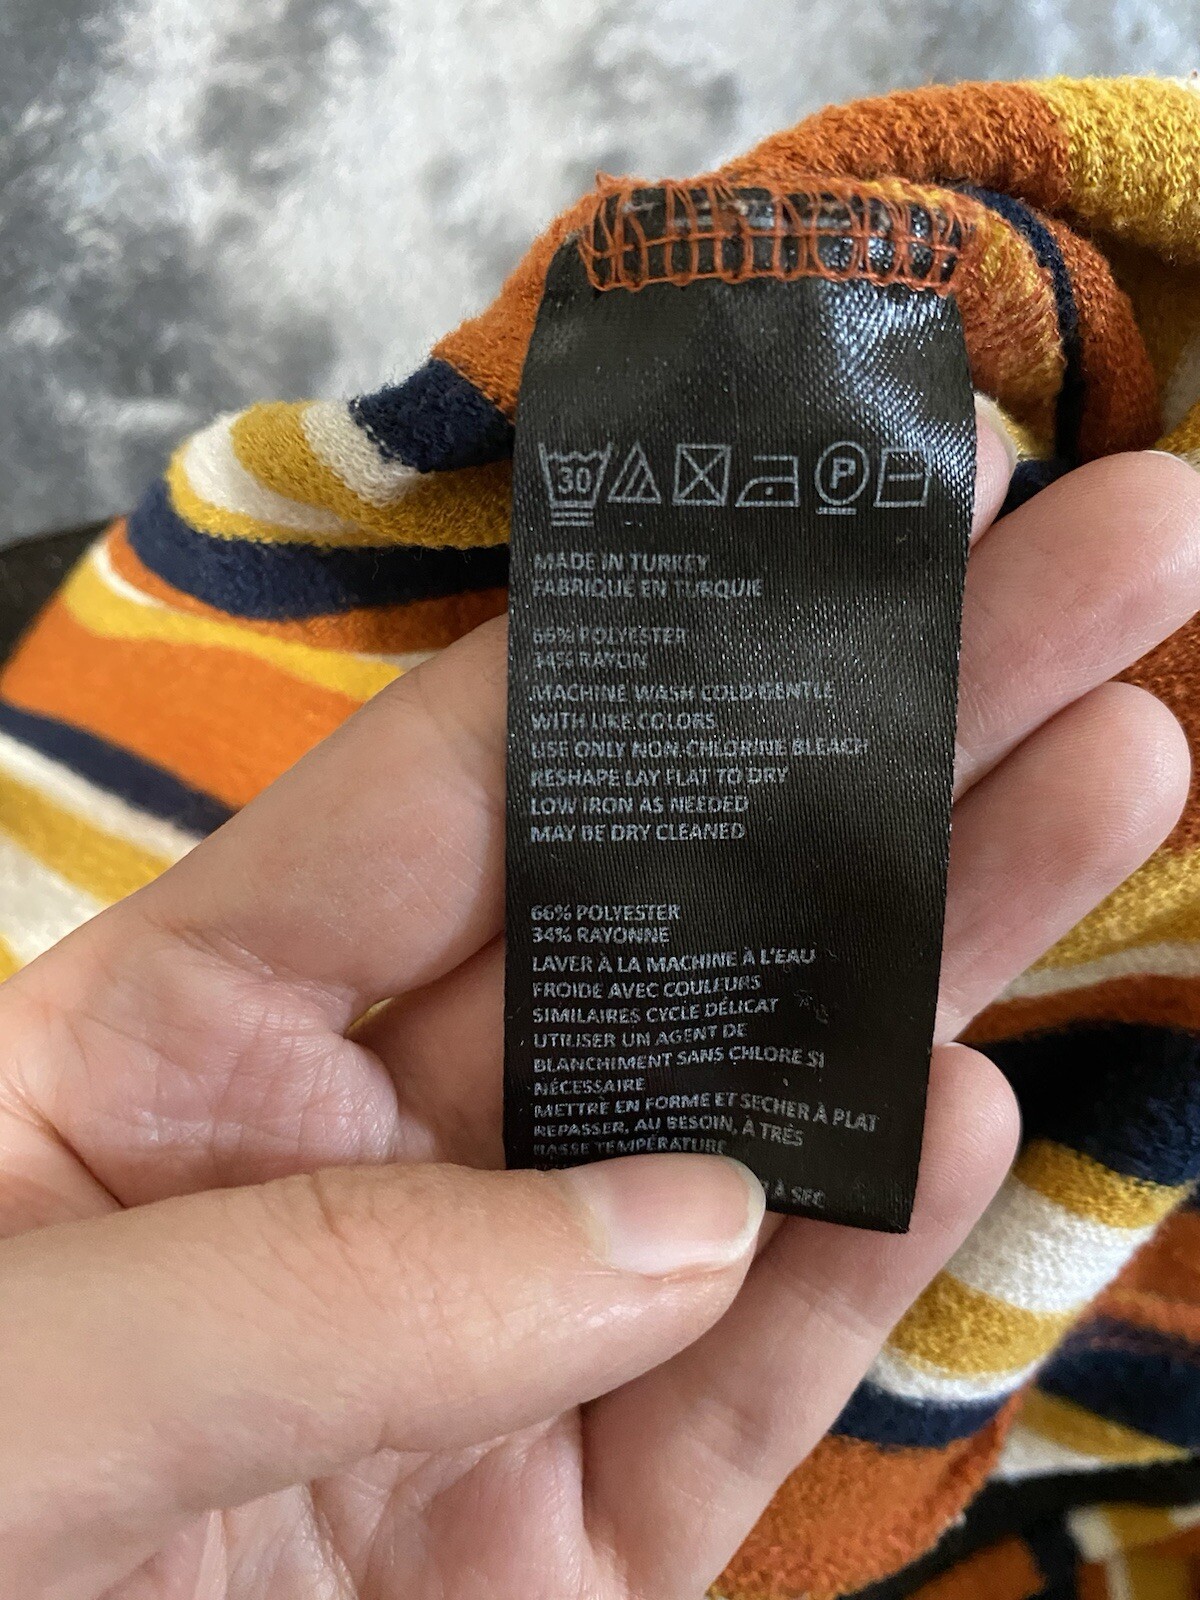 30
P
MADE IN TURKEY
FABRIQUE EN TURQUIE
66% POLYESTER
34% RAYON
MACHINE WASH COLD GENTLE
WITH LIKE COLORS
USE ONLY NON-CHLORINE BLEACH
RESHAPE LAY FLAT TO DRY
LOW IRON AS NEEDED
MAY BE DRY CLEANED
66% POLYESTER
34% RAYONNE
LAVER À LA MACHINE À L'EAU
FROIDE AVEC COULEURS
SIMILAIRES CYCLE DÉLICAT
UTILISER UN AGENT DE
BLANCHIMENT SANS CHLORE SI
NÉCESSAIRE
METTRE EN FORME ET SECHER À PLAT
REPASSER, AU BESOIN, À TRÈS
BASSE TEMPÉRATURE
À SEC